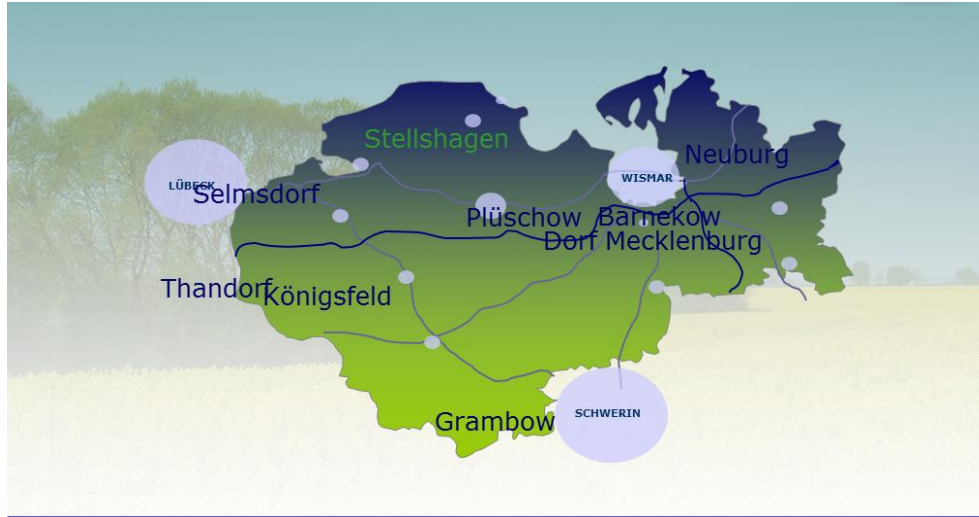 Stellshagen
Neuburg
LÜBECK
WISMAR
Selmsdorf
Plüschow
Barnekow
Dorf Mecklenburg
Thandorf
Königsfeld
SCHWERIN
Grambow